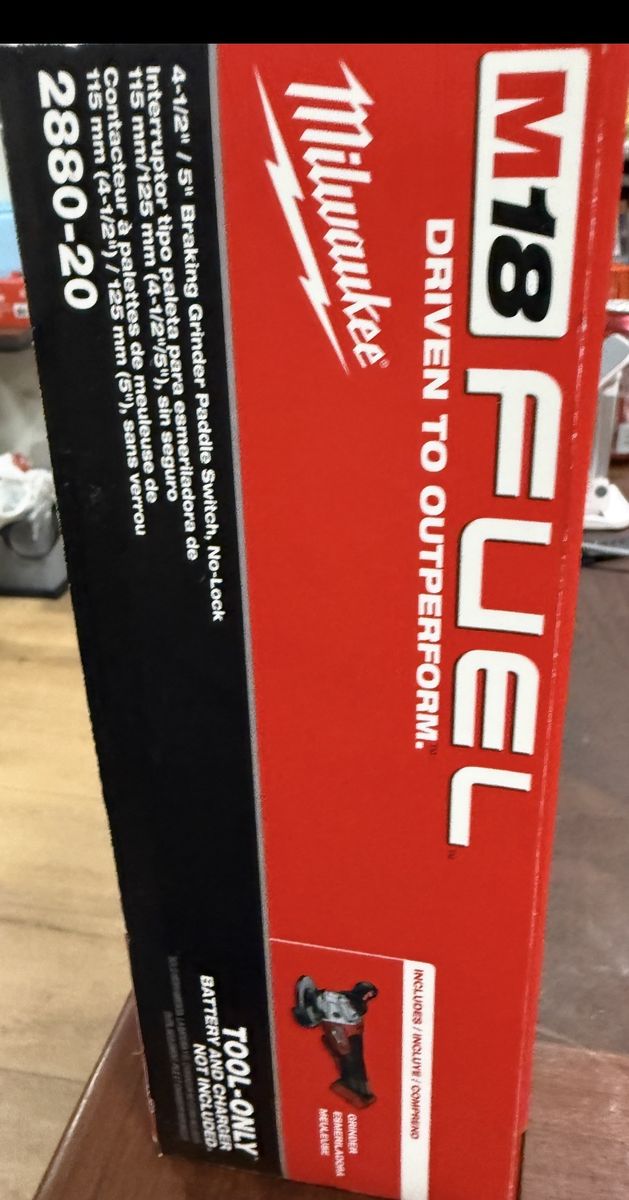 M18 FUEL™
DRIVEN TO OUTPERFORM.™
Milwaukee®
4-1/2" / 5" Braking Grinder Paddle Switch, No-Lock
Interruptor tipo paleta para esmeriladora de
115 mm/125 mm (4-1/2"/5"), sin seguro
Contacteur à palettes de meuleuse de
115 mm (4-1/2") / 125 mm (5"), sans verrou
2880-20
INCLUDES / INCLUYE / COMPREND
GRINDER
ESMERILADORA
MEULEUSE
TOOL-ONLY
BATTERY AND CHARGER
NOT INCLUDED